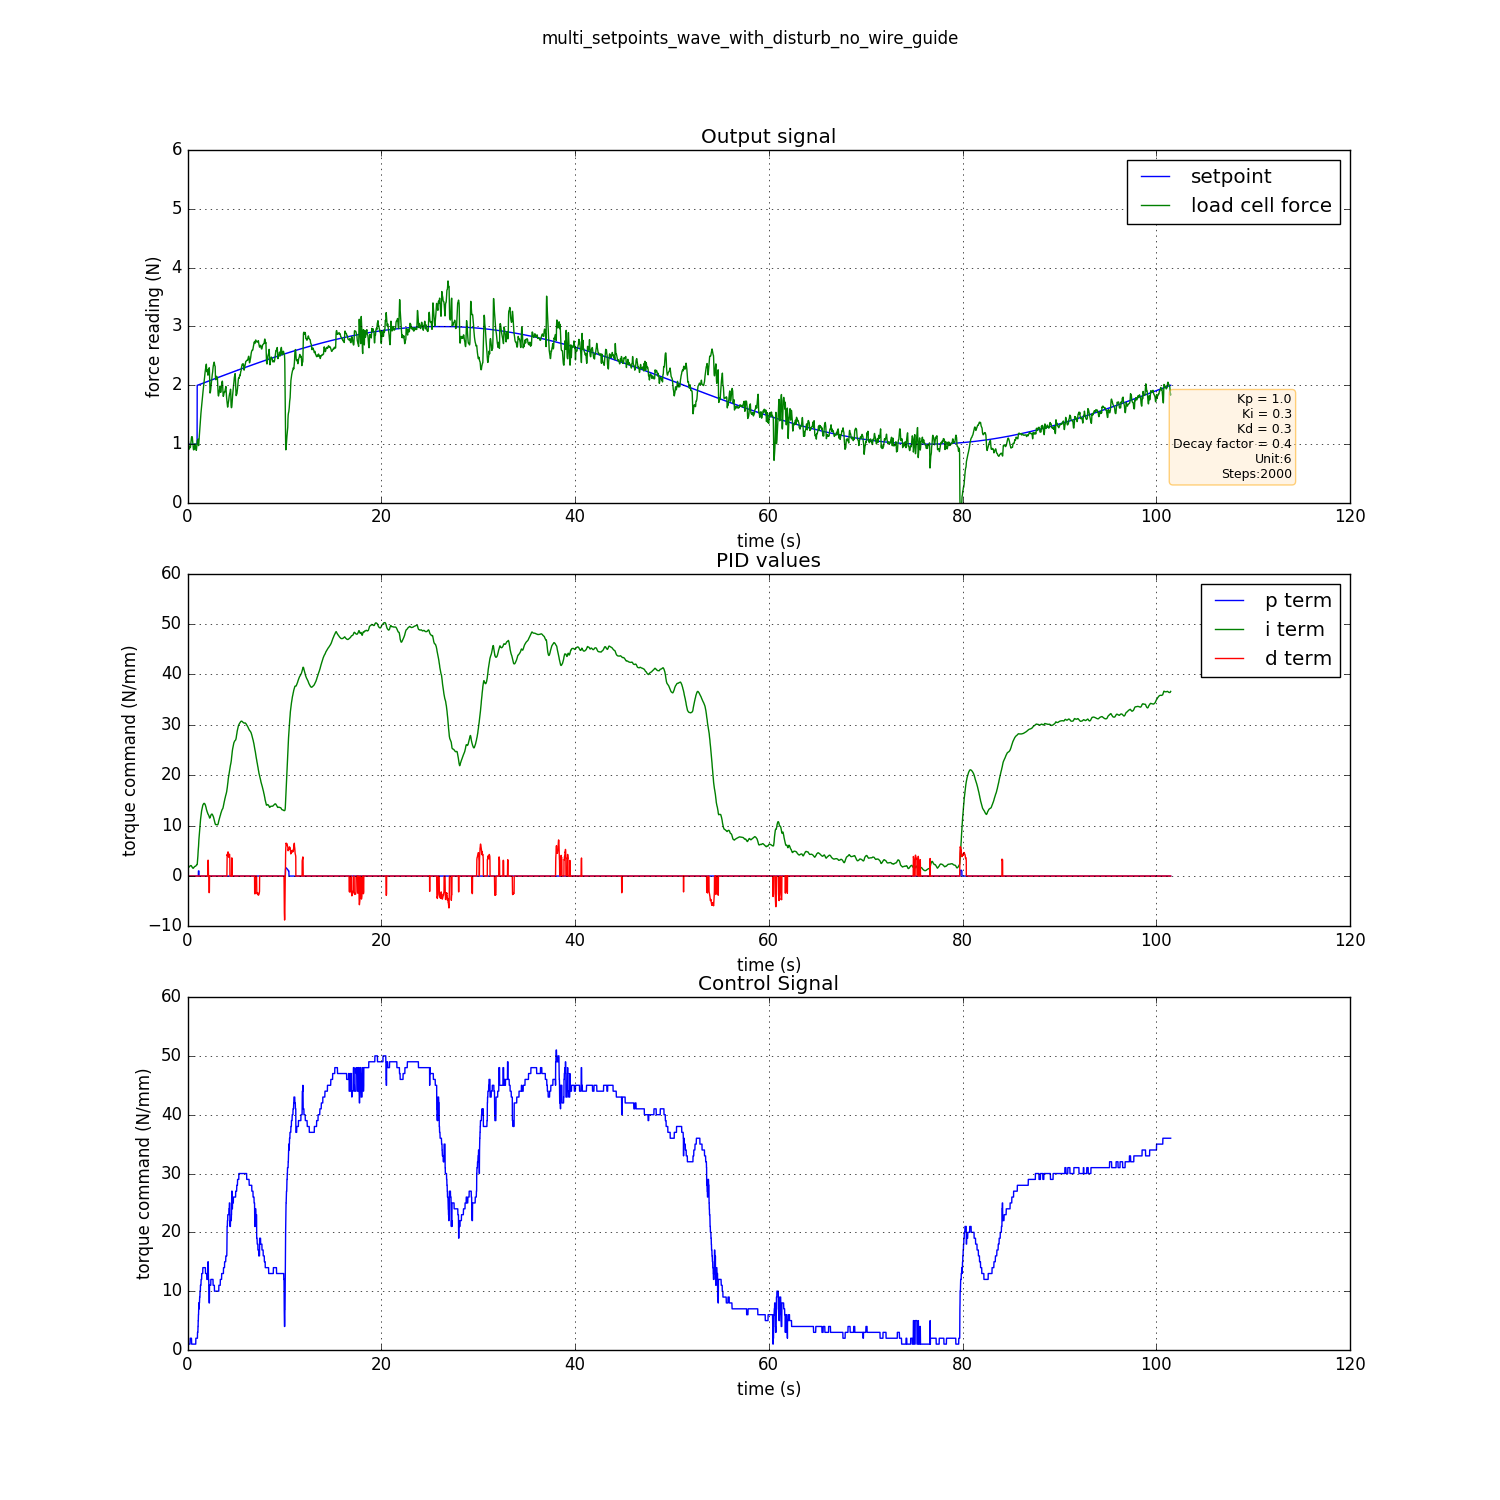 multi_setpoints_wave_with_disturb_no_wire_guide
Output signal
6
5
4
3
2
1
0
force reading (N)
setpoint
load cell force
Kp = 1.0
Ki = 0.3
Kd = 0.3
Decay factor = 0.4
Unit:6
Steps:2000
0 20 40 60 80 100 120
time (s)
PID values
60
50
40
30
20
10
0
−10
torque command (N/mm)
p term
i term
d term
0 20 40 60 80 100 120
time (s)
Control Signal
60
50
40
30
20
10
0
torque command (N/mm)
0 20 40 60 80 100 120
time (s)